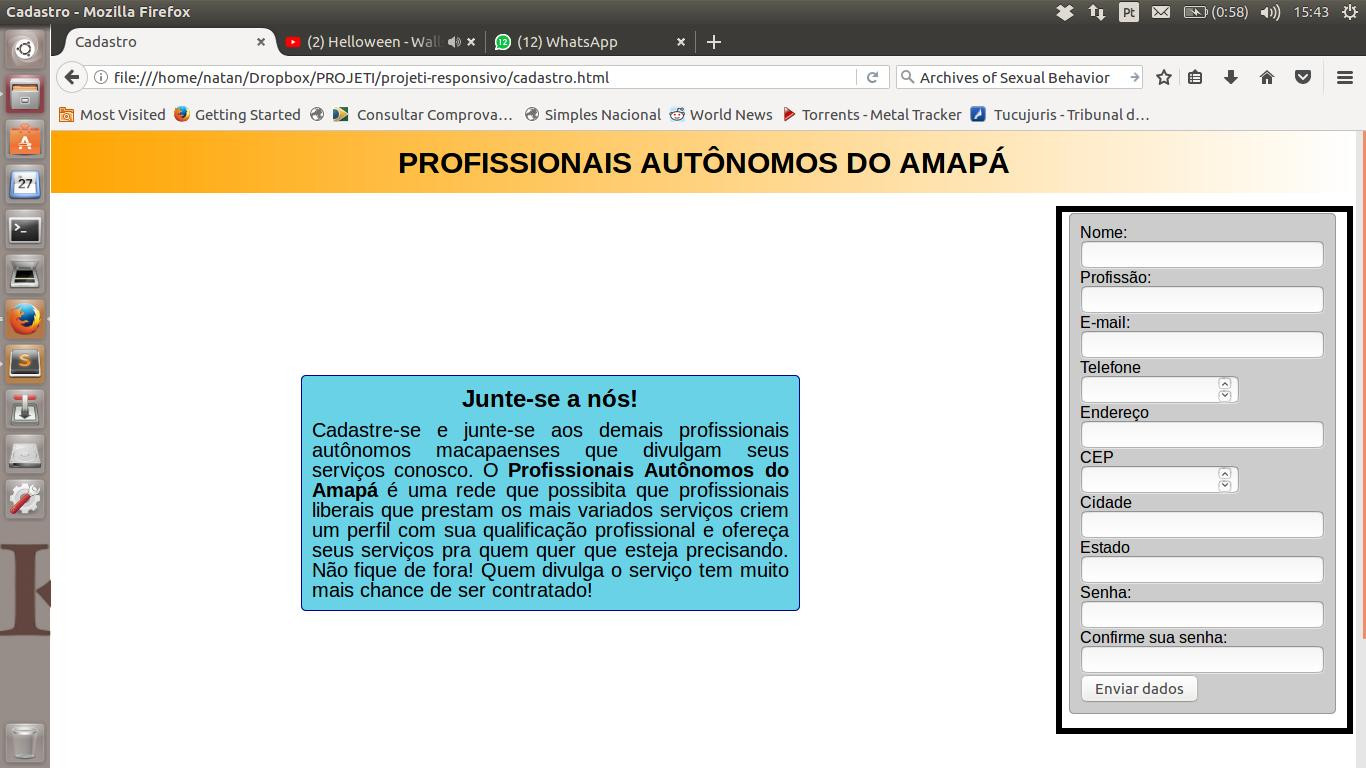 Cadastro - Mozilla Firefox
Pt
(0:58)
15:43
Cadastro
(2) Helloween - Wall
(12) WhatsApp
file:///home/natan/Dropbox/PROJETI/projeti-responsivo/cadastro.html
Archives of Sexual Behavior
Most Visited
Getting Started
Consultar Comprova...
Simples Nacional
World News
Torrents - Metal Tracker
Tucujuris - Tribunal d...
27
PROFISSIONAIS AUTÔNOMOS DO AMAPÁ
Junte-se a nós!
Cadastre-se e junte-se aos demais profissionais
autônomos macapaenses que divulgam seus
serviços conosco. O Profissionais Autônomos do
Amapá é uma rede que possibita que profissionais
liberais que prestam os mais variados serviços criem
um perfil com sua qualificação profissional e ofereça
seus serviços pra quem quer que esteja precisando.
Não fique de fora! Quem divulga o serviço tem muito
mais chance de ser contratado!
Nome:
Profissão:
E-mail:
Telefone
Endereço
CEP
Cidade
Estado
Senha:
Confirme sua senha:
Enviar dados